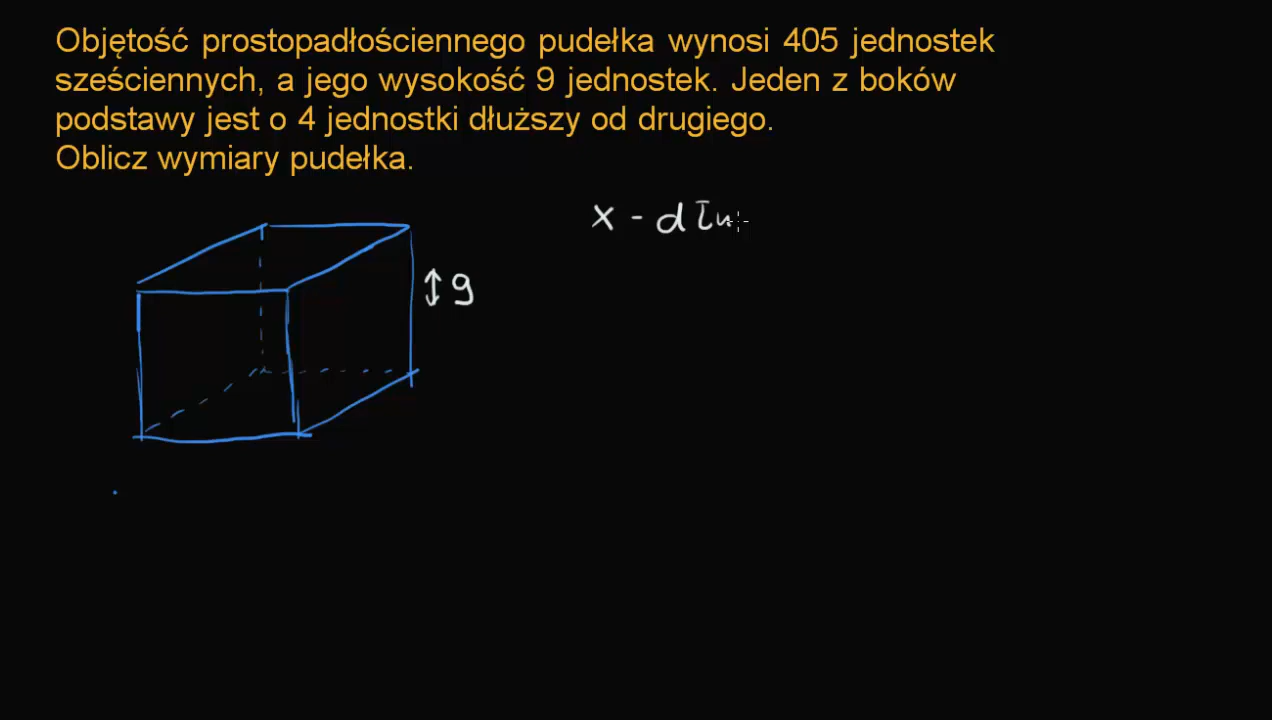 Objętość prostopadłościennego pudełka wynosi 405 jednostek
sześciennych, a jego wysokość 9 jednostek. Jeden z boków
podstawy jest o 4 jednostki dłuższy od drugiego.
Oblicz wymiary pudełka.
x - dłu
9